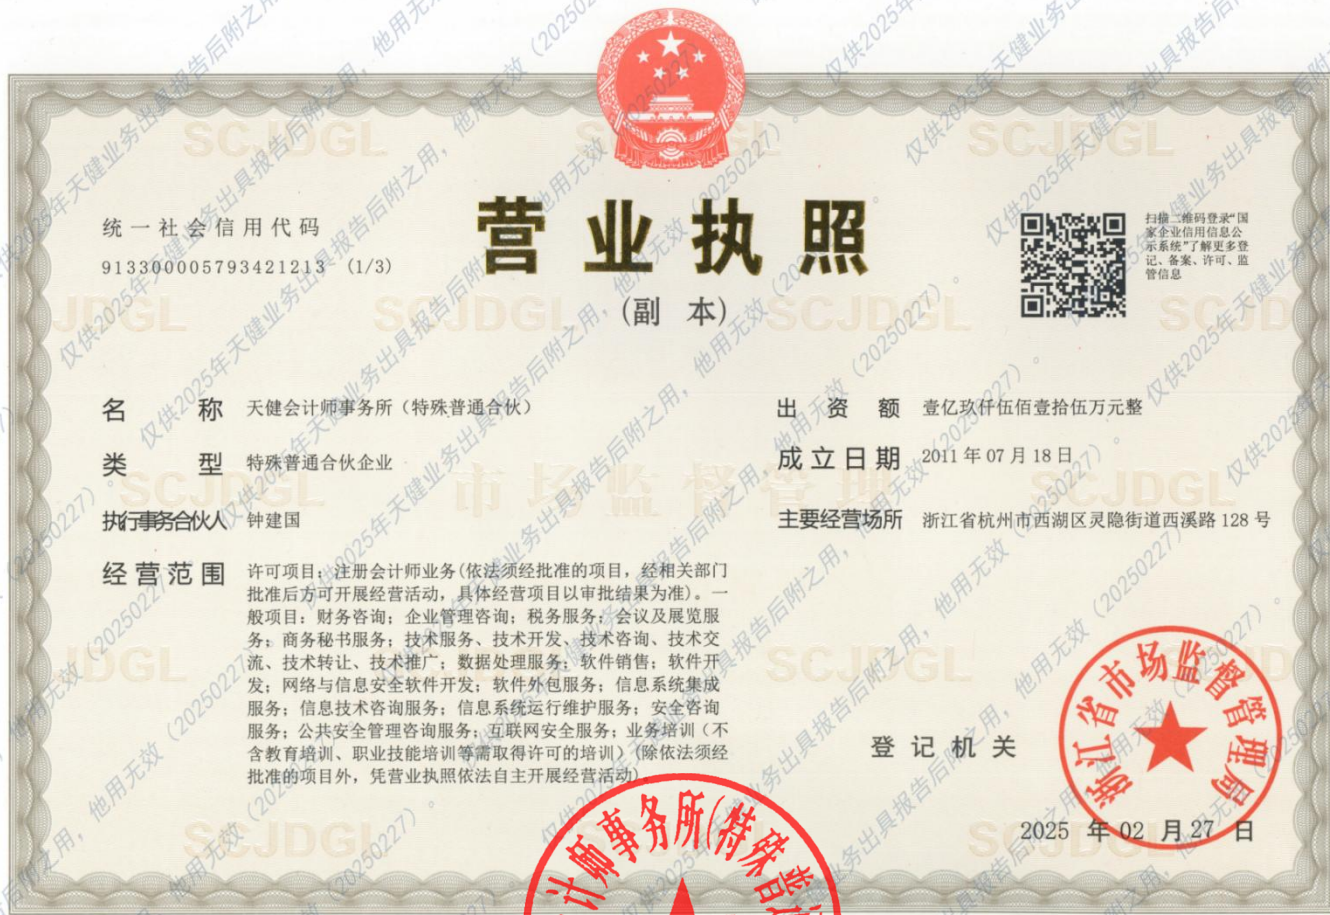 统一社会信用代码
913300005793421213 (1/3)
营业执照
(副 本)
扫描二维码登录“国
家企业信用信息公
示系统”了解更多登
记、备案、许可、监
管信息
名 称 天健会计师事务所（特殊普通合伙）
类 型 特殊普通合伙企业
执行事务合伙人 钟建国
经营范围 许可项目：注册会计师业务(依法须经批准的项目，经相关部门
批准后方可开展经营活动，具体经营项目以审批结果为准)。一
般项目：财务咨询；企业管理咨询；税务服务；会议及展览服
务；商务秘书服务；技术服务、技术开发、技术咨询、技术交
流、技术转让、技术推广；数据处理服务；软件销售；软件开
发；网络与信息安全软件开发；软件外包服务；信息系统集成
服务；信息技术咨询服务；信息系统运行维护服务；安全咨询
服务；公共安全管理咨询服务；互联网安全服务；业务培训（不
含教育培训、职业技能培训等需取得许可的培训）(除依法须经
批准的项目外，凭营业执照依法自主开展经营活动)。
出 资 额 壹亿玖仟伍佰壹拾伍万元整
成立日期 2011年07月18日
主要经营场所 浙江省杭州市西湖区灵隐街道西溪路128号
登记机关
浙江省市场监督管理局
2025 年 02 月 27 日
计师事务所(特殊普通
市场监督管理
SCJDGL
仅供2025年天健业务出具报告后附之用，他用无效（20250227）。